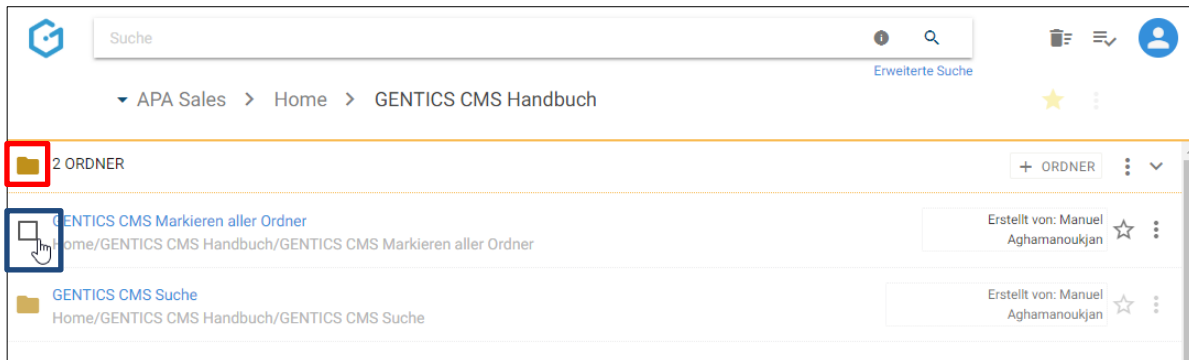 Suche
Erweiterte Suche
APA Sales > Home > GENTICS CMS Handbuch
2 ORDNER
+ ORDNER
GENTICS CMS Markieren aller Ordner
Home/GENTICS CMS Handbuch/GENTICS CMS Markieren aller Ordner
Erstellt von: Manuel
Aghamanoukjan
GENTICS CMS Suche
Home/GENTICS CMS Handbuch/GENTICS CMS Suche
Erstellt von: Manuel
Aghamanoukjan